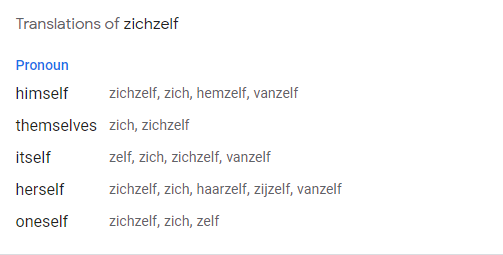 Translations of zichzelf
Pronoun
himself zichzelf, zich, hemzelf, vanzelf
themselves zich, zichzelf
itself zelf, zich, zichzelf, vanzelf
herself zichzelf, zich, haarzelf, zijzelf, vanzelf
oneself zichzelf, zich, zelf